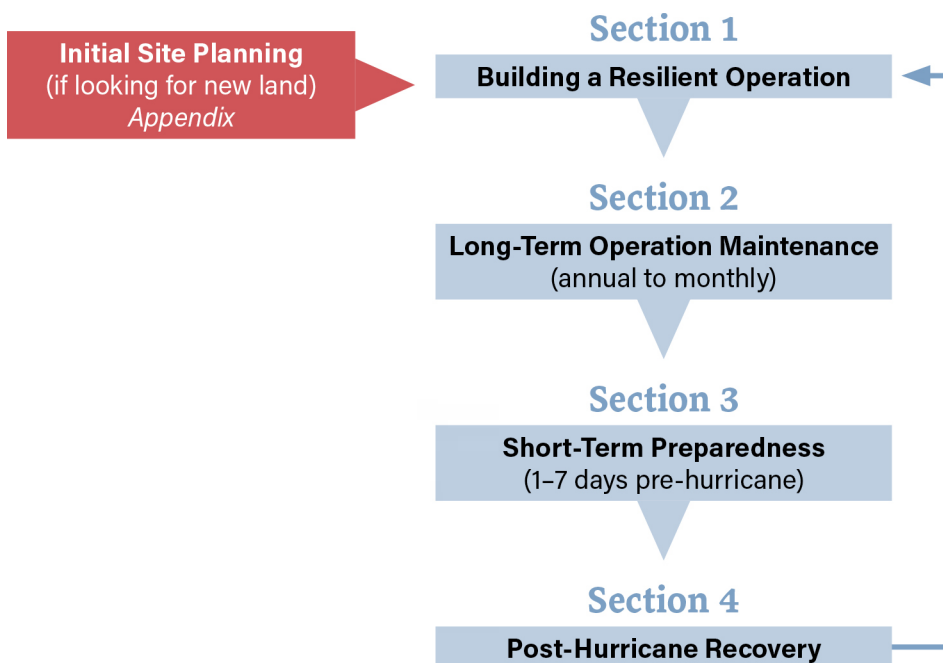 Initial Site Planning
(if looking for new land)
Appendix
Section 1
Building a Resilient Operation
Section 2
Long-Term Operation Maintenance
(annual to monthly)
Section 3
Short-Term Preparedness
(1–7 days pre-hurricane)
Section 4
Post-Hurricane Recovery